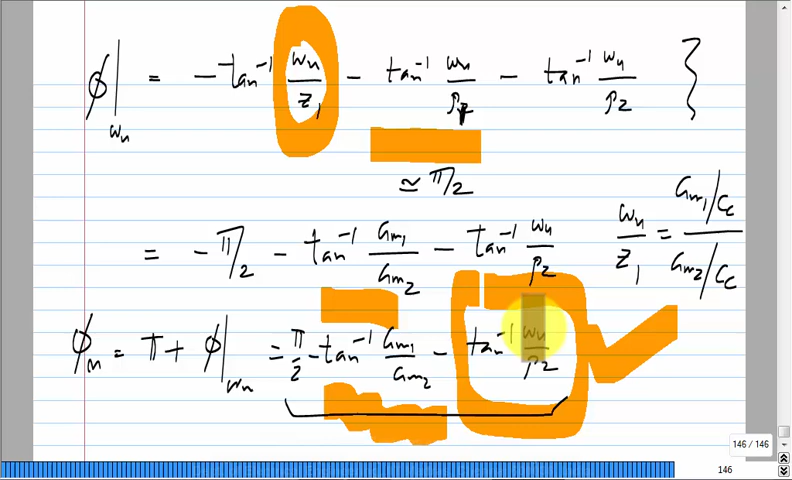 ϕ|ωu = − tan⁻¹ ωu/z1 − tan⁻¹ ωu/p1 − tan⁻¹ ωu/p2 }
≃ π/2
= − π/2 − tan⁻¹ Gm1/Gm2 − tan⁻¹ ωu/p2   ωu/z1 = (Gm1/Cc)/(Gm2/Cc)
ϕm = π + ϕ|ωu = π/2 − tan⁻¹ Gm1/Gm2 − tan⁻¹ ωu/p2
146 / 146
146